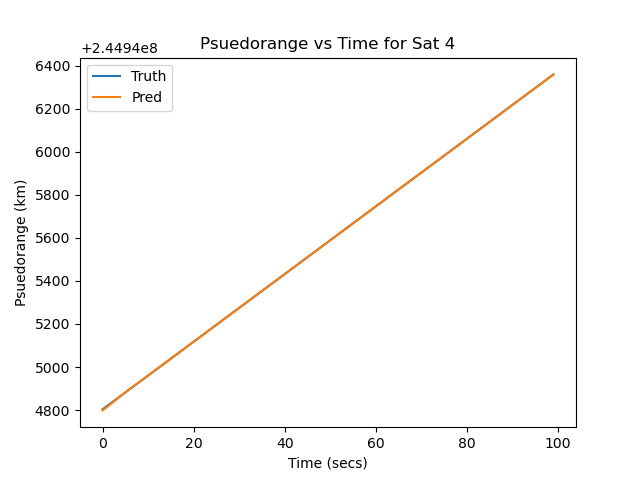 Psuedorange vs Time for Sat 4
+2.4494e8
Truth
Pred
Psuedorange (km)
6400
6200
6000
5800
5600
5400
5200
5000
4800
0 20 40 60 80 100
Time (secs)